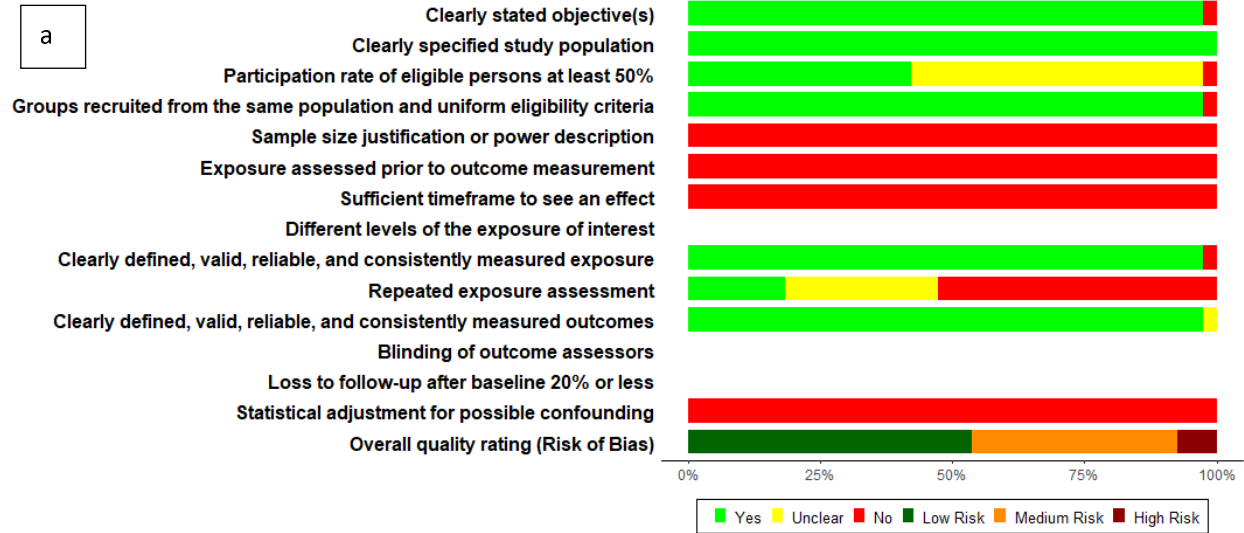 a
Clearly stated objective(s)
Clearly specified study population
Participation rate of eligible persons at least 50%
Groups recruited from the same population and uniform eligibility criteria
Sample size justification or power description
Exposure assessed prior to outcome measurement
Sufficient timeframe to see an effect
Different levels of the exposure of interest
Clearly defined, valid, reliable, and consistently measured exposure
Repeated exposure assessment
Clearly defined, valid, reliable, and consistently measured outcomes
Blinding of outcome assessors
Loss to follow-up after baseline 20% or less
Statistical adjustment for possible confounding
Overall quality rating (Risk of Bias)
0% 25% 50% 75% 100%
Yes Unclear No Low Risk Medium Risk High Risk